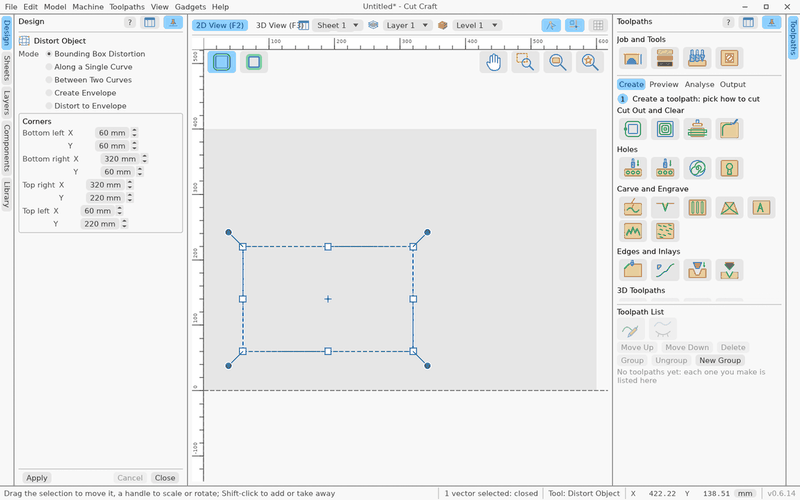 Untitled* - Cut Craft
File Edit Model Machine Toolpaths View Gadgets Help
Design ?
Design
Sheets
Layers
Components
Library
Distort Object
Mode Bounding Box Distortion
Along a Single Curve
Between Two Curves
Create Envelope
Distort to Envelope
Corners
Bottom left X 60 mm
Y 60 mm
Bottom right X 320 mm
Y 60 mm
Top right X 320 mm
Y 220 mm
Top left X 60 mm
Y 220 mm
Apply Cancel Close
2D View (F2) 3D View (F3) Sheet 1 Layer 1 Level 1
100 200 300 400 500 600
500
400
300
200
100
0
-100
Toolpaths ?
Toolpaths
Job and Tools
Create Preview Analyse Output
1 Create a toolpath: pick how to cut
Cut Out and Clear
Holes
Carve and Engrave
A
Edges and Inlays
3D Toolpaths
Toolpath List
Move Up Move Down Delete
Group Ungroup New Group
No toolpaths yet: each one you make is
listed here
Drag the selection to move it, a handle to scale or rotate; Shift-click to add or take away
1 vector selected: closed Tool: Distort Object X 422.22 Y 138.51 mm v0.6.14